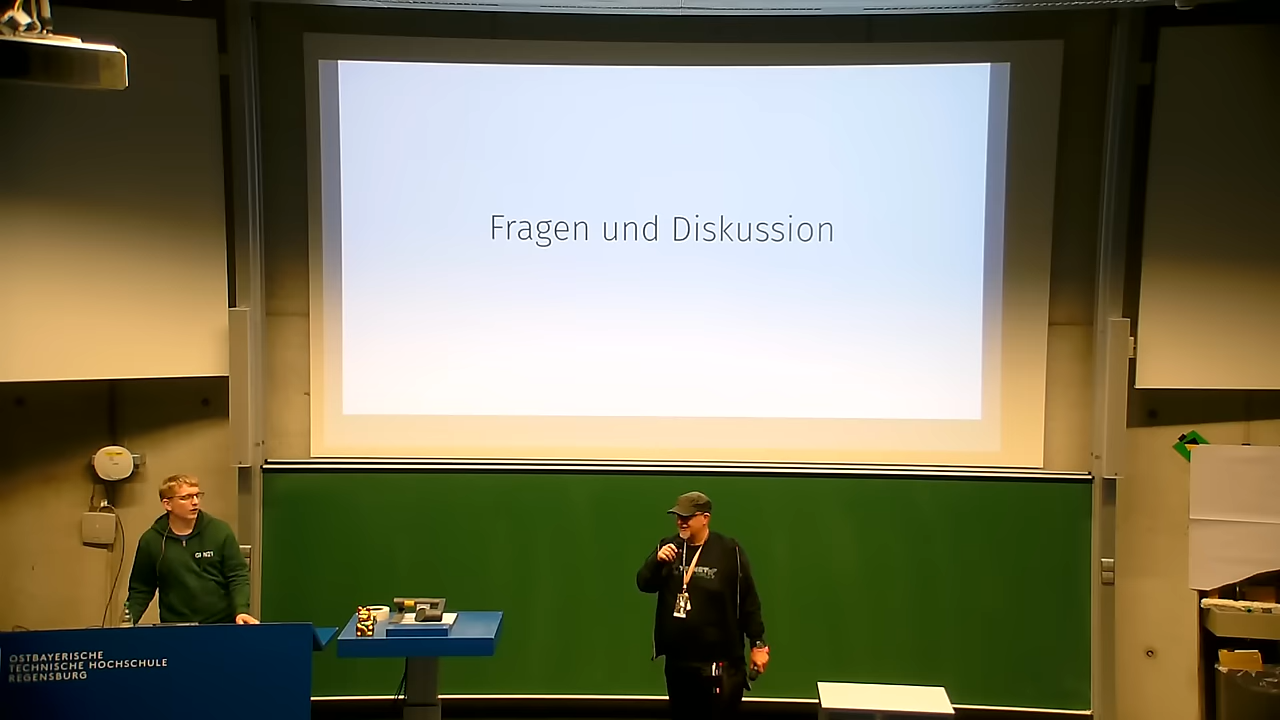 Fragen und Diskussion
OSTBAYERISCHE
TECHNISCHE HOCHSCHULE
REGENSBURG